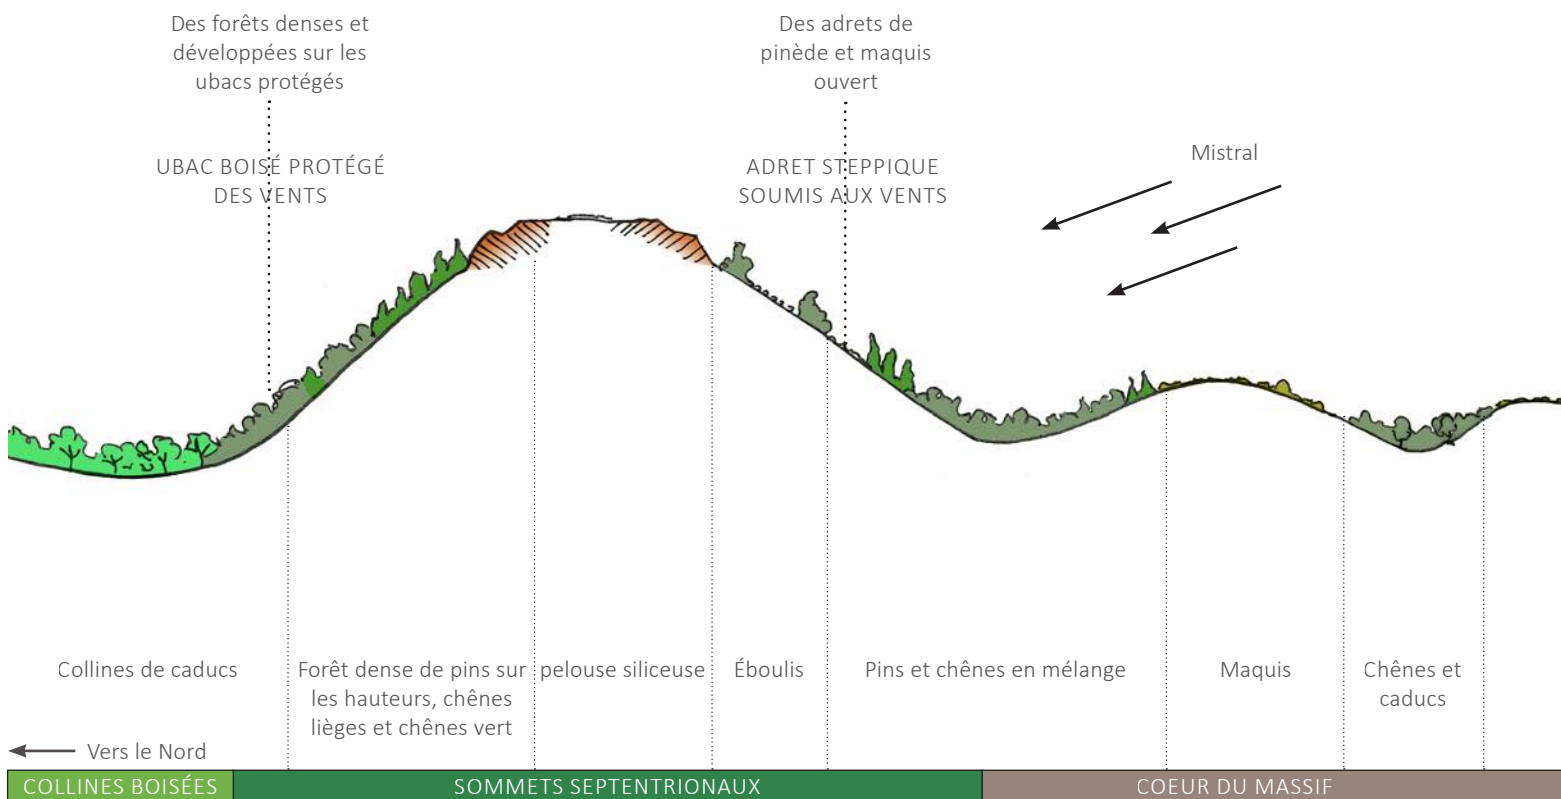 Des forêts denses et
développées sur les
ubacs protégés
Des adrets de
pinède et maquis
ouvert
UBAC BOISÉ PROTÉGÉ
DES VENTS
ADRET STEPPIQUE
SOUMIS AUX VENTS
Mistral
Collines de caducs
Forêt dense de pins sur
les hauteurs, chênes
lièges et chênes vert
pelouse siliceuse
Éboulis
Pins et chênes en mélange
Maquis
Chênes et
caducs
Vers le Nord
COLLINES BOISÉES
SOMMETS SEPTENTRIONAUX
COEUR DU MASSIF